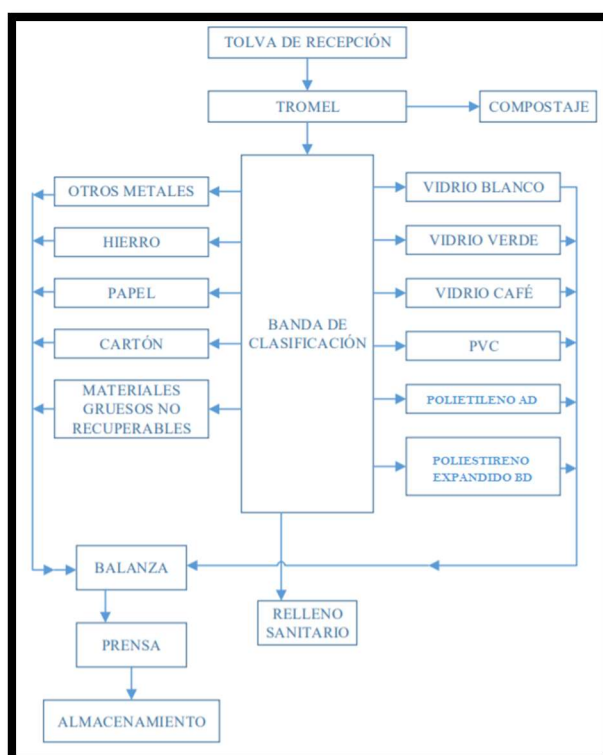 TOLVA DE RECEPCIÓN
TROMEL
COMPOSTAJE
OTROS METALES
HIERRO
PAPEL
CARTÓN
MATERIALES
GRUESOS NO
RECUPERABLES
BANDA DE
CLASIFICACIÓN
VIDRIO BLANCO
VIDRIO VERDE
VIDRIO CAFÉ
PVC
POLIETILENO AD
POLIESTIRENO
EXPANDIDO BD
BALANZA
RELLENO
SANITARIO
PRENSA
ALMACENAMIENTO